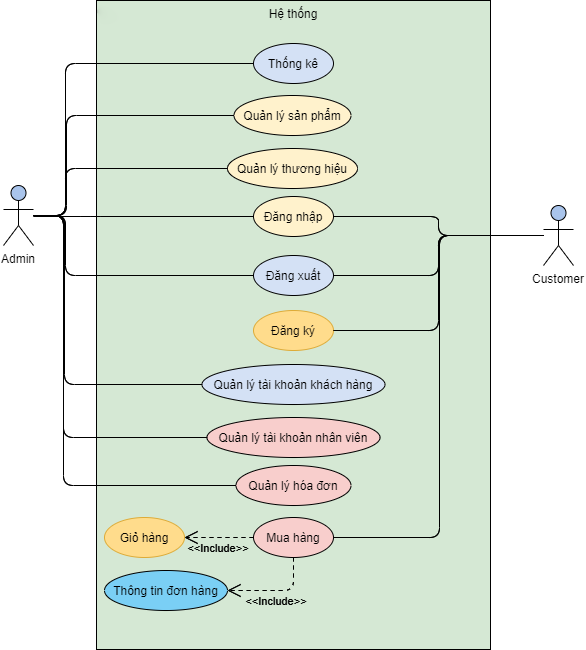 Hệ thống
Thống kê
Quản lý sản phẩm
Quản lý thương hiệu
Đăng nhập
Admin
Customer
Đăng xuất
Đăng ký
Quản lý tài khoản khách hàng
Quản lý tài khoản nhân viên
Quản lý hóa đơn
Giỏ hàng
<<Include>>
Mua hàng
Thông tin đơn hàng
<<Include>>